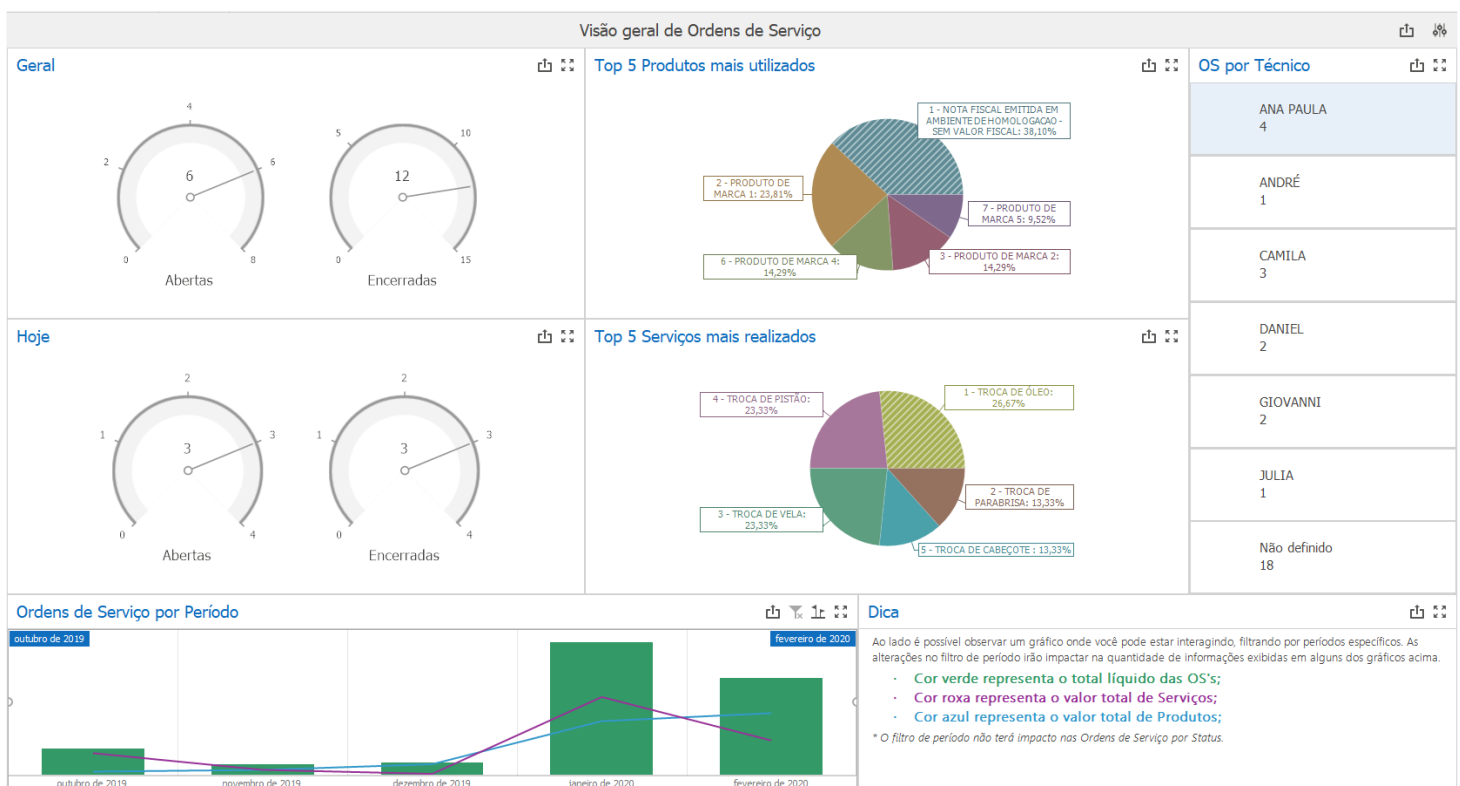 Visão geral de Ordens de Serviço
Geral
4
2
6
6
0
8
Abertas
5
10
12
0
15
Encerradas
Top 5 Produtos mais utilizados
1 - NOTA FISCAL EMITIDA EM
AMBIENTE DE HOMOLOGACAO -
SEM VALOR FISCAL: 38,10%
2 - PRODUTO DE
MARCA 1: 23,81%
7 - PRODUTO DE
MARCA 5: 9,52%
6 - PRODUTO DE MARCA 4:
14,29%
3 - PRODUTO DE MARCA 2:
14,29%
OS por Técnico
ANA PAULA
4
ANDRÉ
1
CAMILA
3
DANIEL
2
GIOVANNI
2
JULIA
1
Não definido
18
Hoje
2
1
3
3
0
4
Abertas
2
1
3
3
0
4
Encerradas
Top 5 Serviços mais realizados
4 - TROCA DE PISTÃO:
23,33%
1 - TROCA DE ÓLEO:
26,67%
2 - TROCA DE
PARABRISA: 13,33%
3 - TROCA DE VELA:
23,33%
5 - TROCA DE CABEÇOTE : 13,33%
Ordens de Serviço por Período
outubro de 2019
fevereiro de 2020
outubro de 2019
novembro de 2019
dezembro de 2019
janeiro de 2020
fevereiro de 2020
Dica
Ao lado é possível observar um gráfico onde você pode estar interagindo, filtrando por períodos específicos. As
alterações no filtro de período irão impactar na quantidade de informações exibidas em alguns dos gráficos acima.
· Cor verde representa o total líquido das OS's;
· Cor roxa representa o valor total de Serviços;
· Cor azul representa o valor total de Produtos;
* O filtro de período não terá impacto nas Ordens de Serviço por Status.